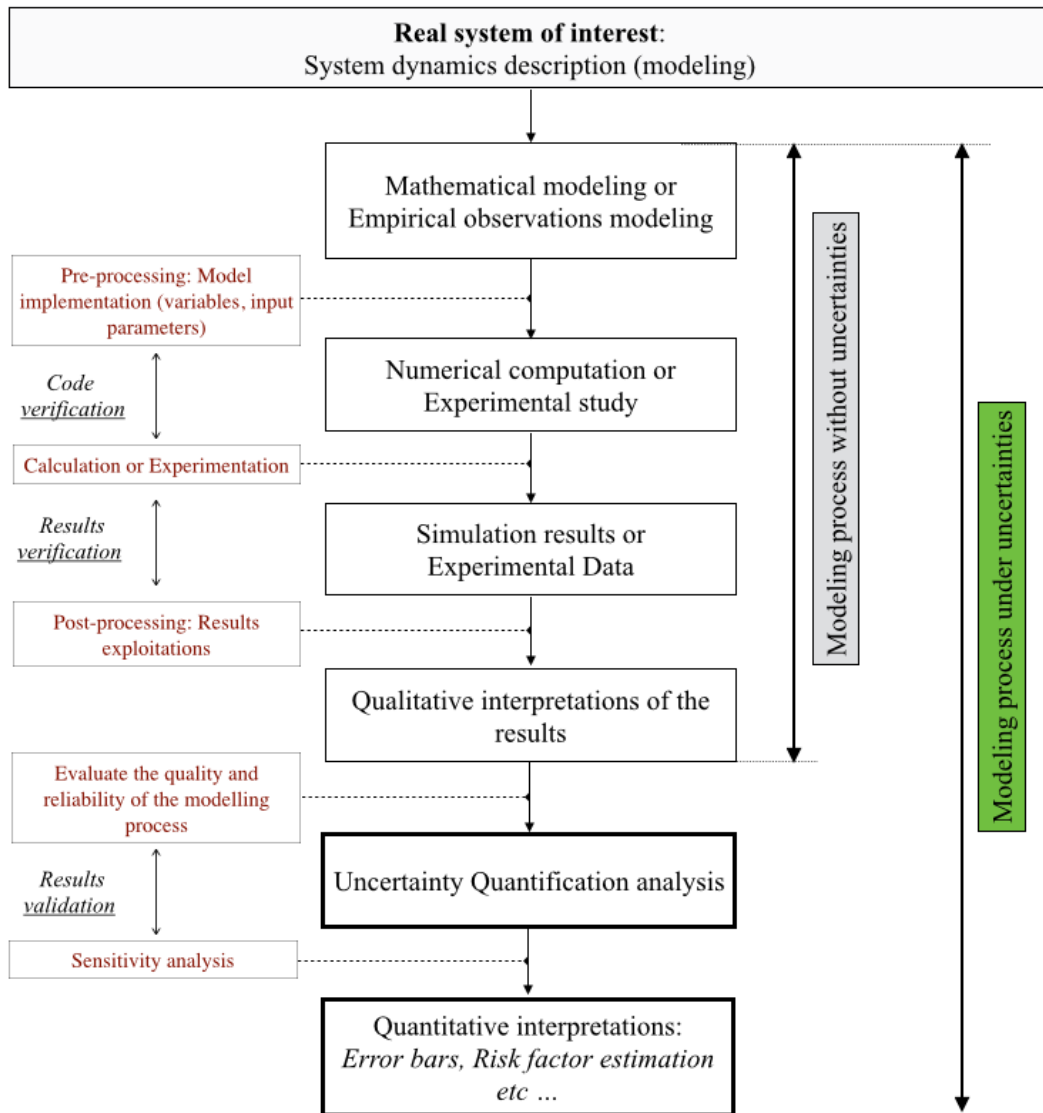 Real system of interest:
System dynamics description (modeling)
Mathematical modeling or
Empirical observations modeling
Pre-processing: Model
implementation (variables, input
parameters)
Code
verification
Numerical computation or
Experimental study
Calculation or Experimentation
Results
verification
Simulation results or
Experimental Data
Post-processing: Results
exploitations
Qualitative interpretations of the
results
Evaluate the quality and
reliability of the modelling
process
Results
validation
Uncertainty Quantification analysis
Sensitivity analysis
Quantitative interpretations:
Error bars, Risk factor estimation
etc ...
Modeling process without uncertainties
Modeling process under uncertainties